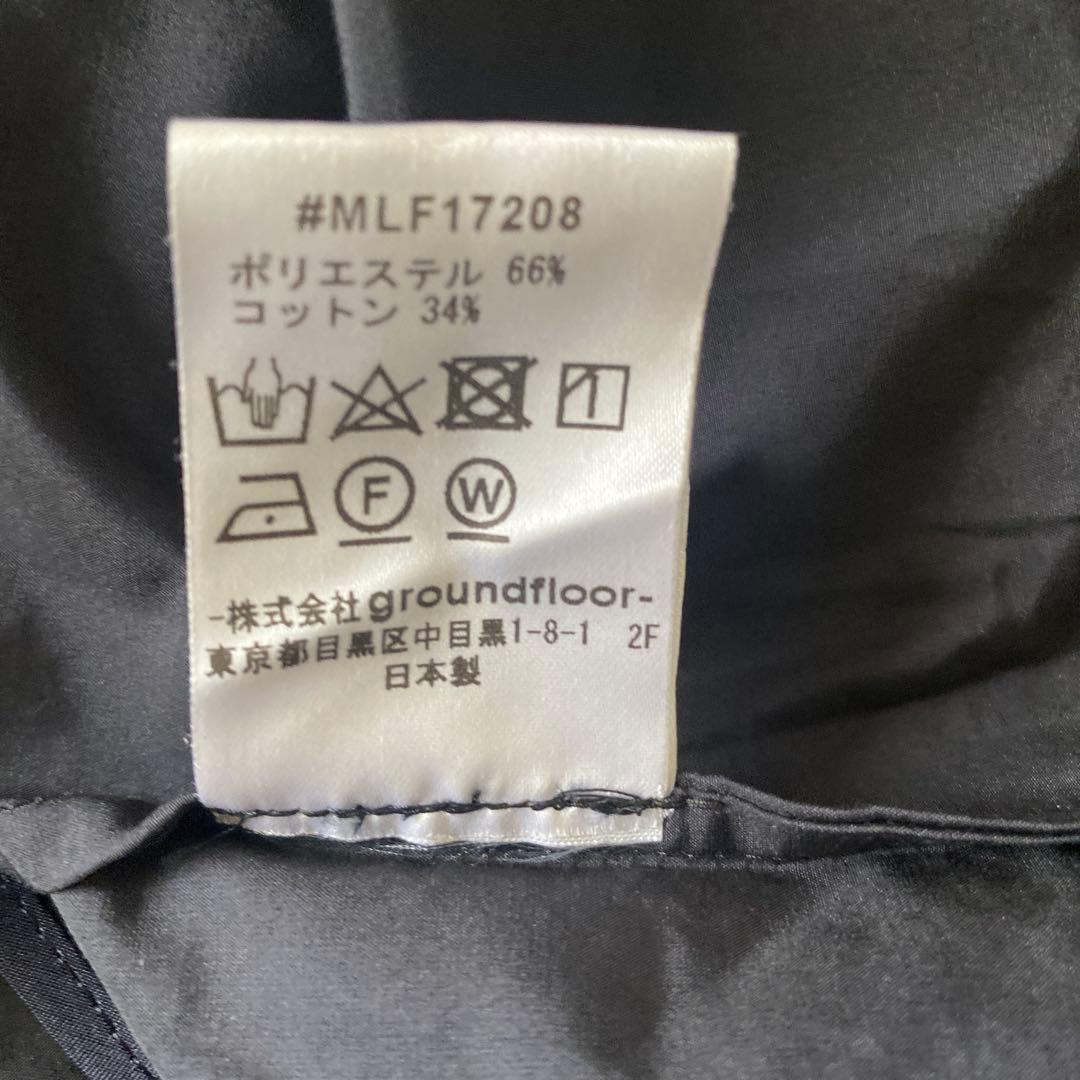 #MLF17208
ポリエステル 66%
コットン 34%
F W
-株式会社groundfloor-
東京都目黒区中目黒1-8-1 2F
日本製